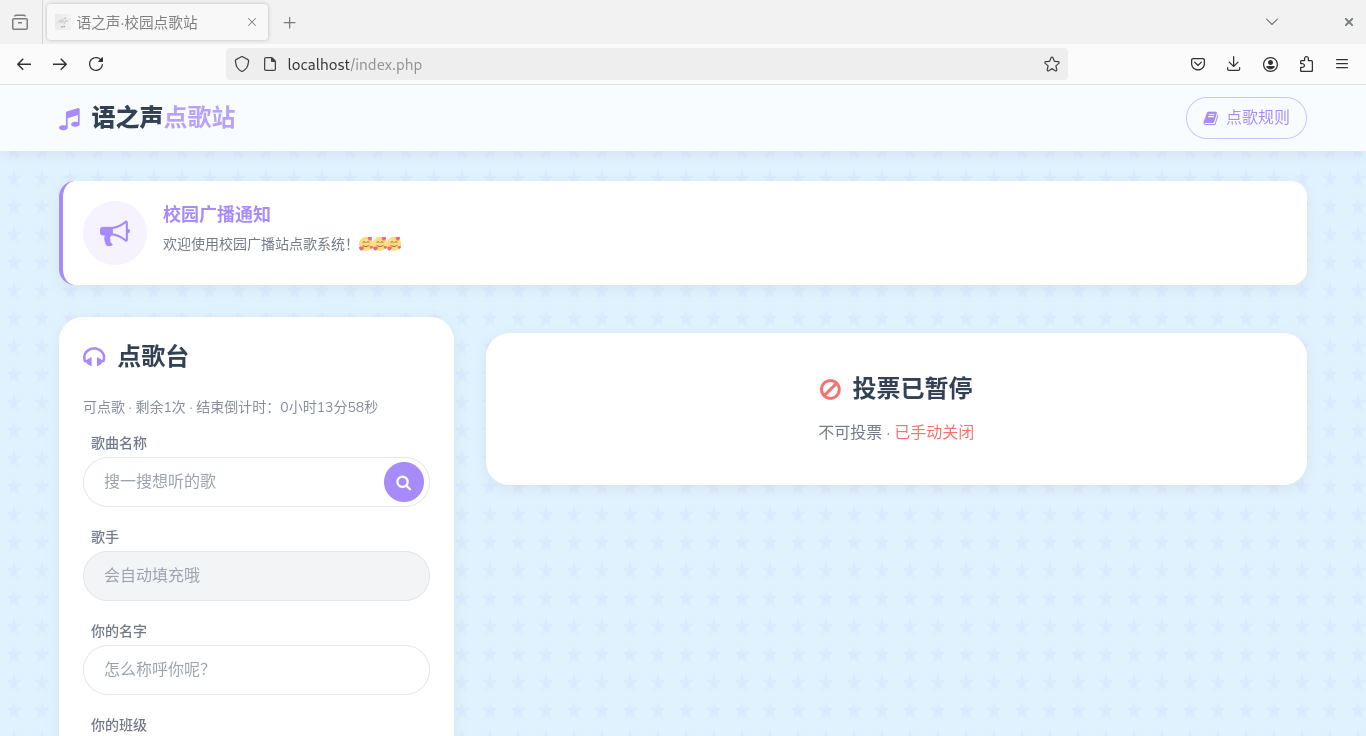 语之声·校园点歌站
localhost/index.php
语之声点歌站
点歌规则
校园广播通知
欢迎使用校园广播站点歌系统！🥰🥰🥰
点歌台
可点歌 · 剩余1次 · 结束倒计时：0小时13分58秒
歌曲名称
搜一搜想听的歌
歌手
会自动填充哦
你的名字
怎么称呼你呢？
你的班级
投票已暂停
不可投票 · 已手动关闭